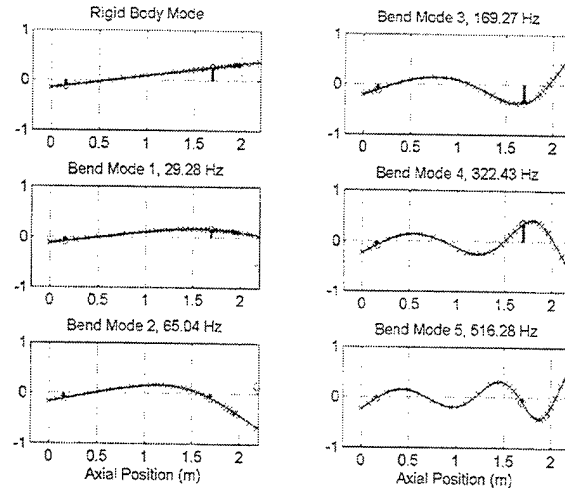 Rigid Body Mode
1
0
-1
0 0.5 1 1.5 2
Bend Mode 1, 29.28 Hz
1
0
-1
0 0.5 1 1.5 2
Bend Mode 2, 65.04 Hz
1
0
-1
0 0.5 1 1.5 2
Axial Position (m)
Bend Mode 3, 169.27 Hz
1
0
-1
0 0.5 1 1.5 2
Bend Mode 4, 322.43 Hz
1
0
-1
0 0.5 1 1.5 2
Bend Mode 5, 516.28 Hz
1
0
-1
0 0.5 1 1.5 2
Axial Position (m)